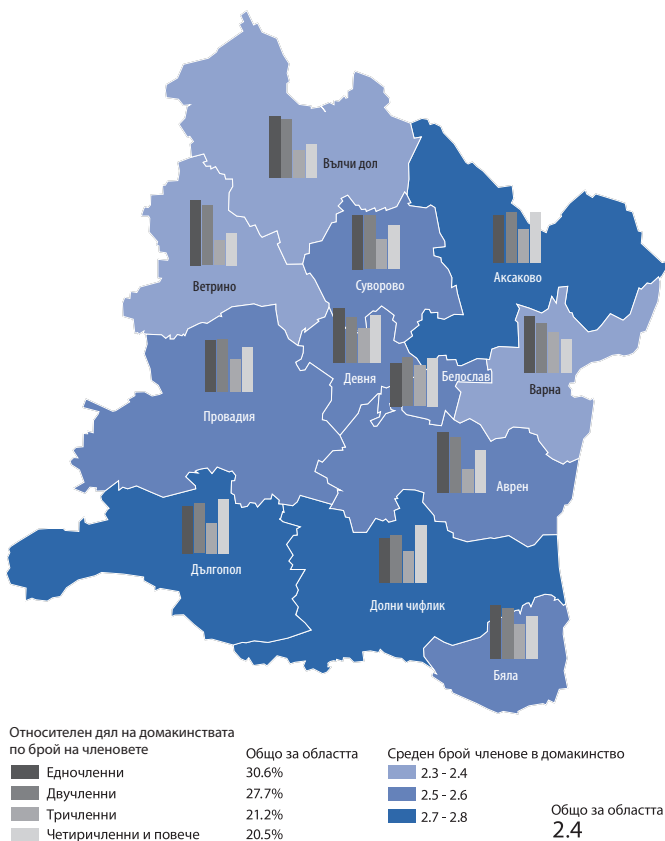 Вълчи дол
Аксаково
Ветрино
Суворово
Девня
Белослав
Варна
Провадия
Аврен
Дългопол
Долни чифлик
Бяла
Относителен дял на домакинствата
по брой на членовете
Общо за областта
Едночленни 30.6%
Двучленни 27.7%
Тричленни 21.2%
Четиричленни и повече 20.5%
Среден брой членове в домакинство
2.3 - 2.4
2.5 - 2.6
2.7 - 2.8
Общо за областта
2.4